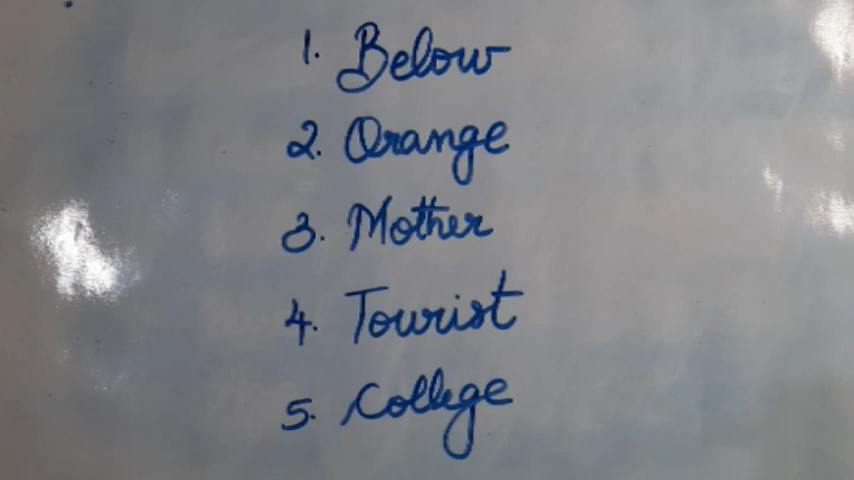 1. Below
2. Orange
3. Mother
4. Tourist
5. College